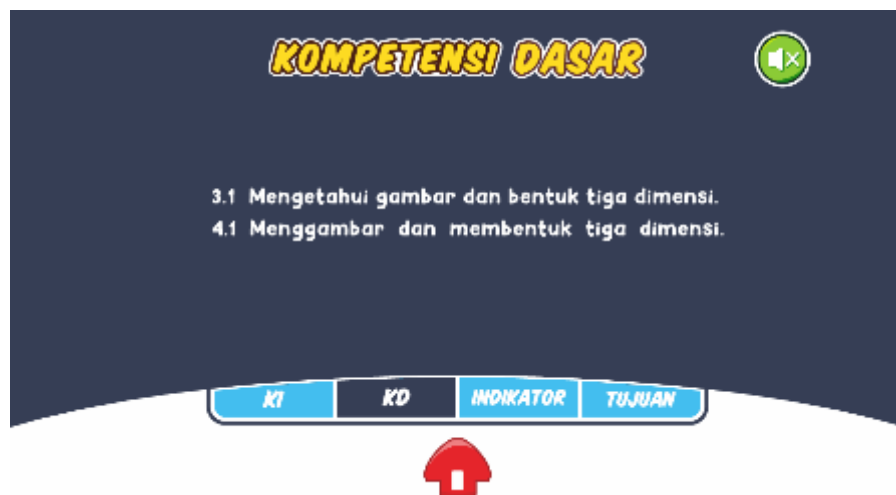 KOMPETENSI DASAR
3.1 Mengetahui gambar dan bentuk tiga dimensi.
4.1 Menggambar dan membentuk tiga dimensi.
KI KD INDIKATOR TUJUAN